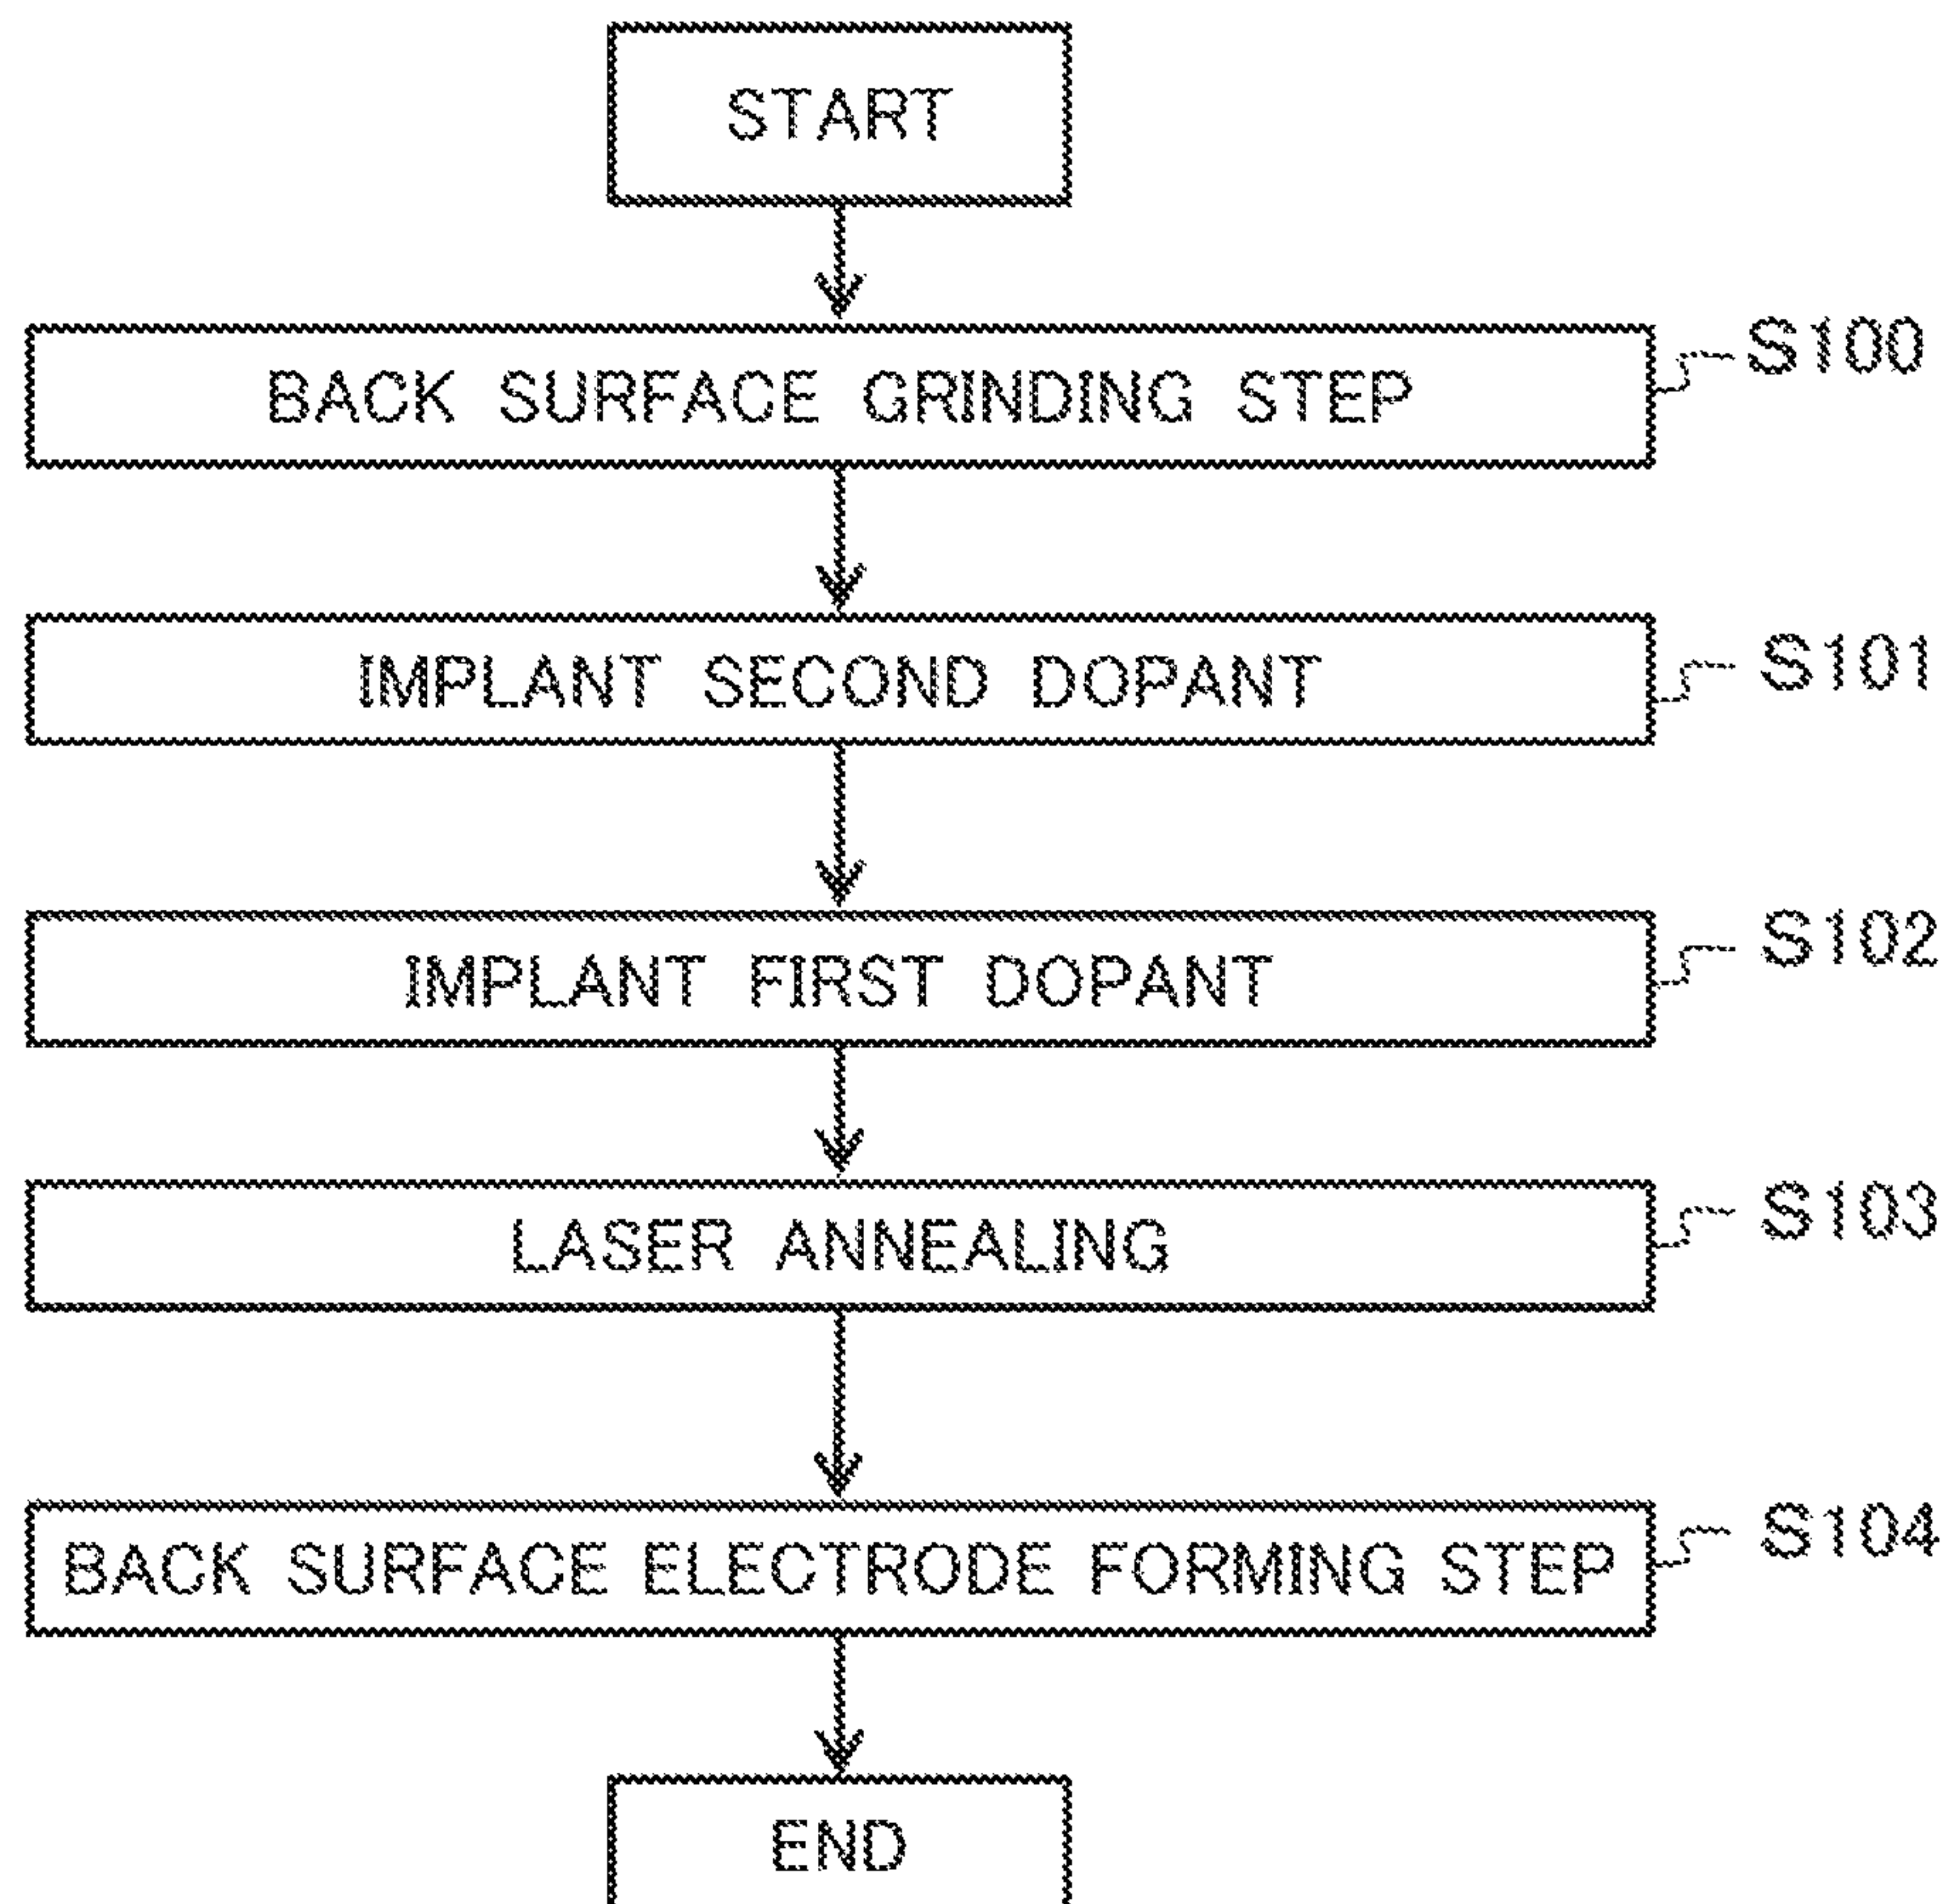 START
BACK SURFACE GRINDING STEP
S100
IMPLANT SECOND DOPANT
S101
IMPLANT FIRST DOPANT
S102
LASER ANNEALING
S103
BACK SURFACE ELECTRODE FORMING STEP
S104
END